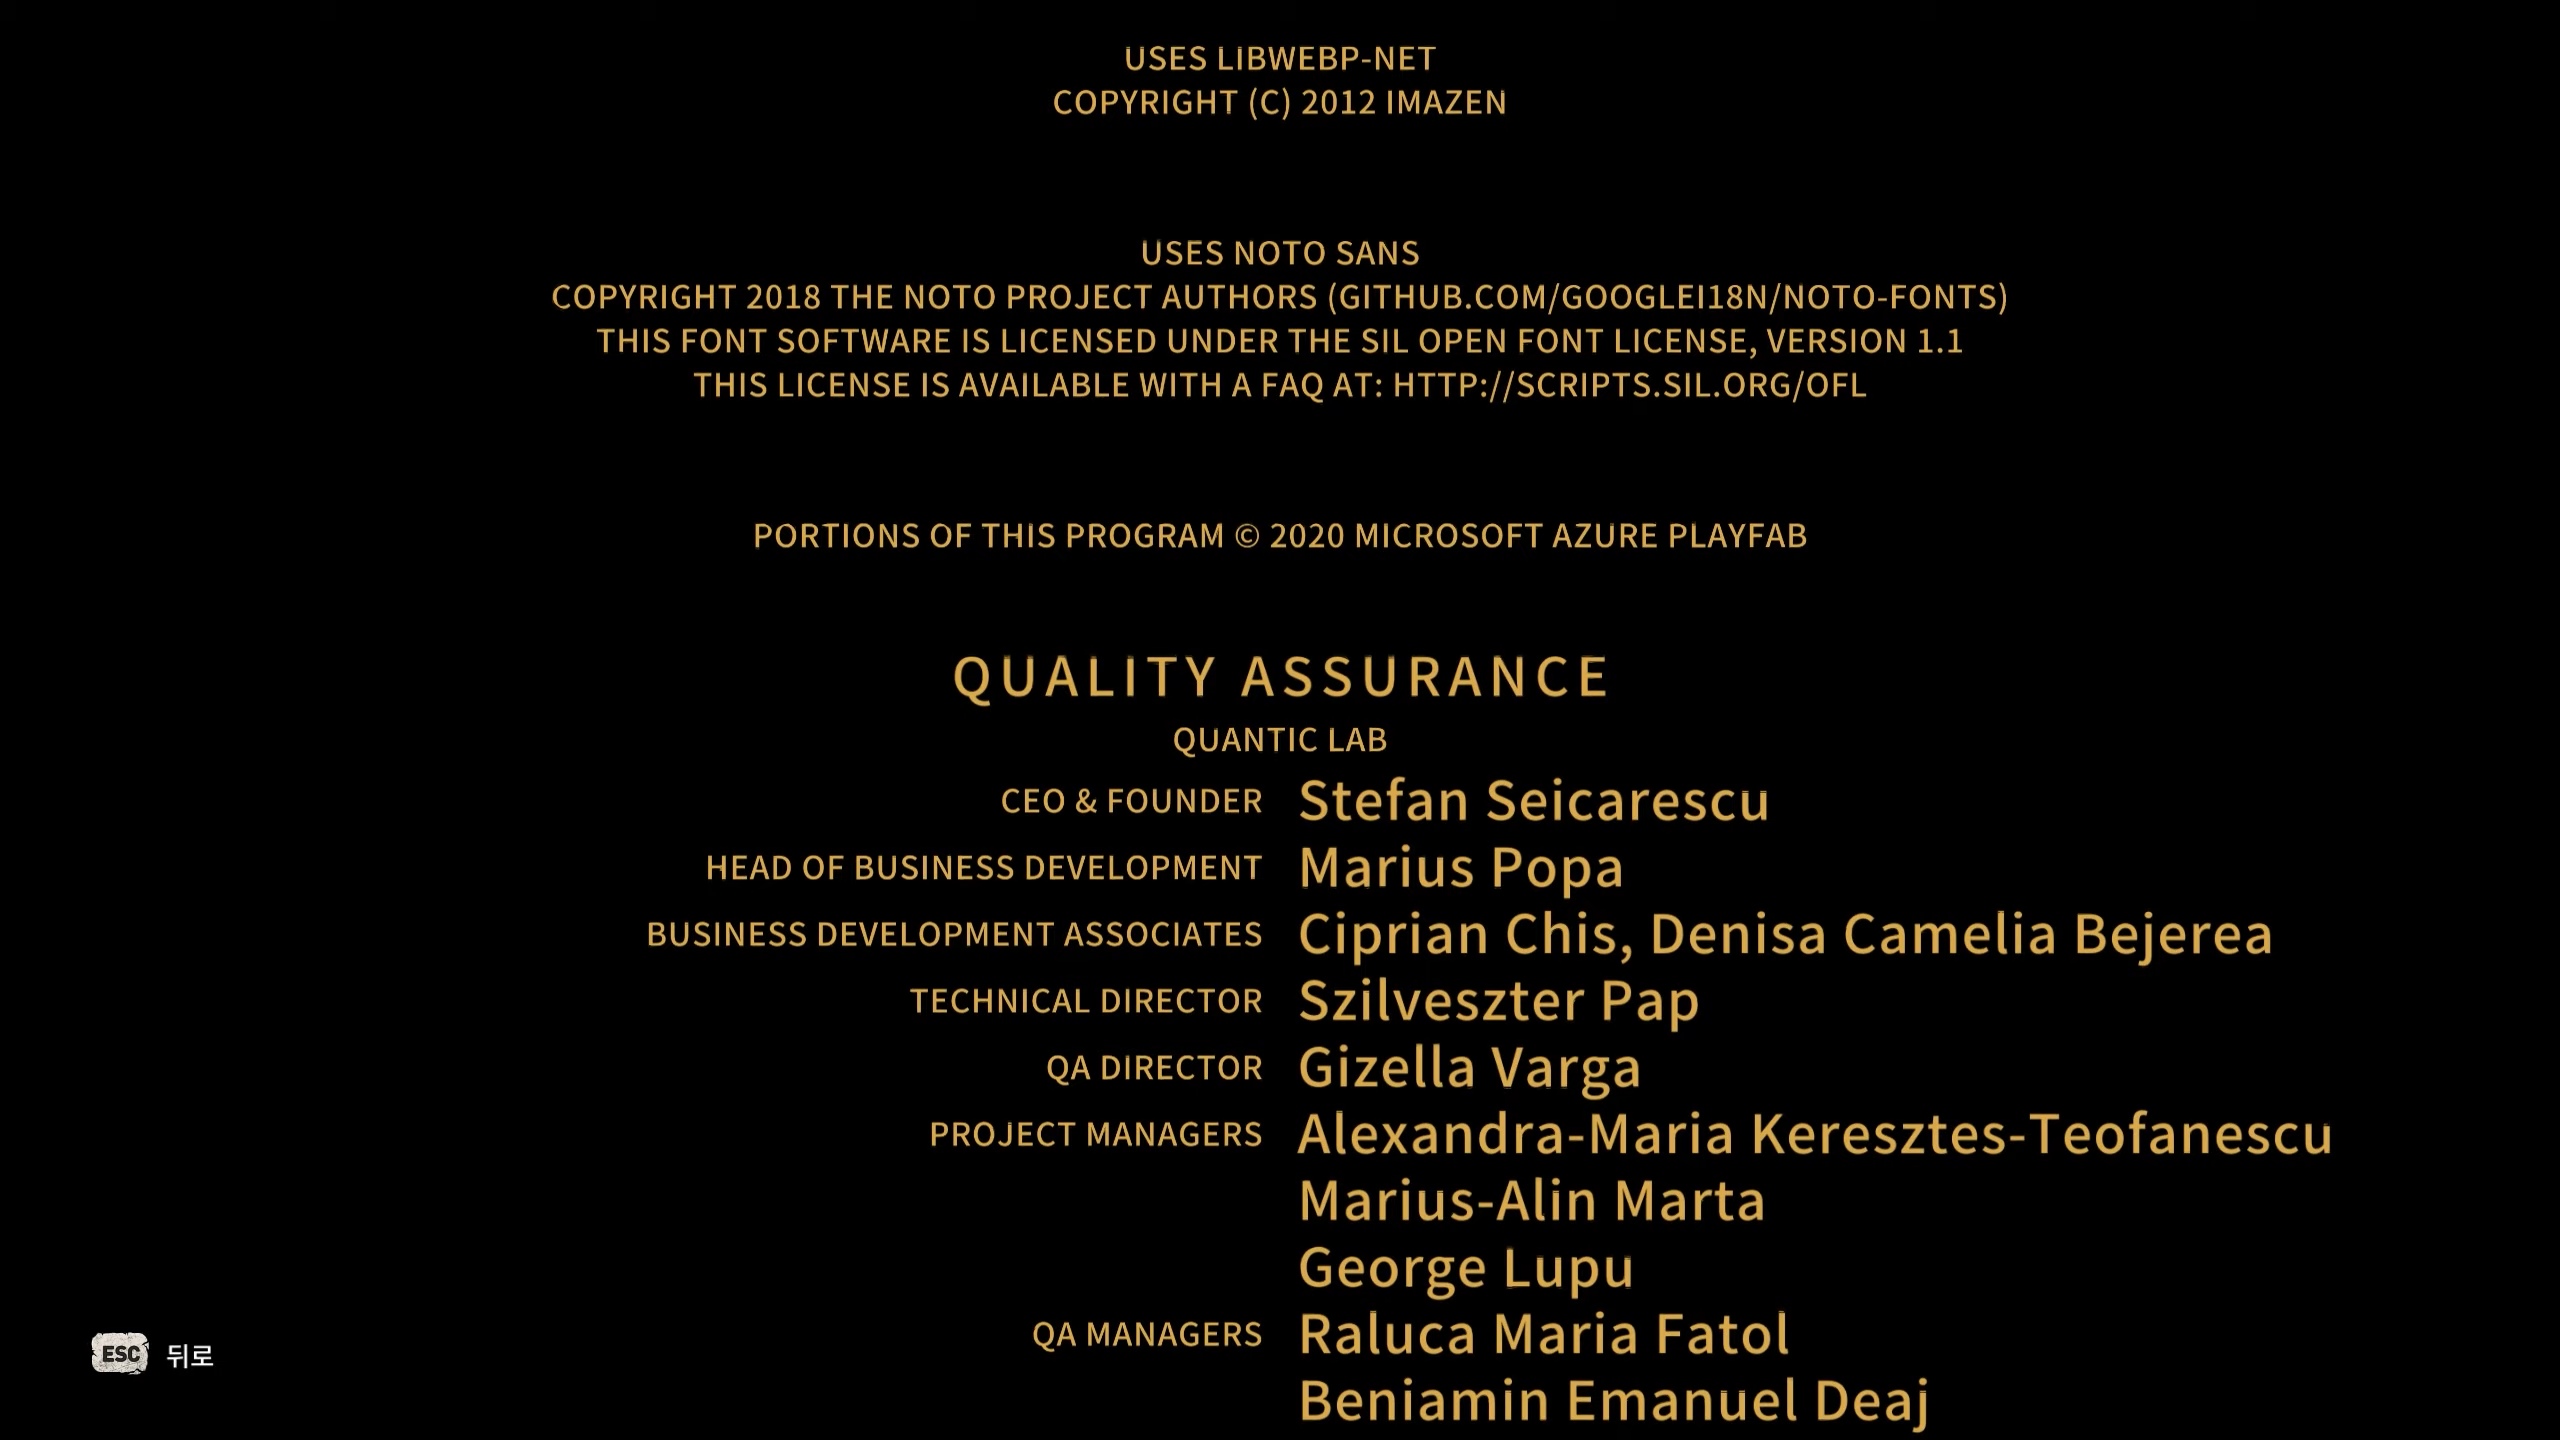 USES LIBWEBP-NET
COPYRIGHT (C) 2012 IMAZEN
USES NOTO SANS
COPYRIGHT 2018 THE NOTO PROJECT AUTHORS (GITHUB.COM/GOOGLEI18N/NOTO-FONTS)
THIS FONT SOFTWARE IS LICENSED UNDER THE SIL OPEN FONT LICENSE, VERSION 1.1
THIS LICENSE IS AVAILABLE WITH A FAQ AT: HTTP://SCRIPTS.SIL.ORG/OFL
PORTIONS OF THIS PROGRAM © 2020 MICROSOFT AZURE PLAYFAB
QUALITY ASSURANCE
QUANTIC LAB
CEO & FOUNDER Stefan Seicarescu
HEAD OF BUSINESS DEVELOPMENT Marius Popa
BUSINESS DEVELOPMENT ASSOCIATES Ciprian Chis, Denisa Camelia Bejerea
TECHNICAL DIRECTOR Szilveszter Pap
QA DIRECTOR Gizella Varga
PROJECT MANAGERS Alexandra-Maria Keresztes-Teofanescu
Marius-Alin Marta
George Lupu
QA MANAGERS Raluca Maria Fatol
Beniamin Emanuel Deaj
ESC 뒤로